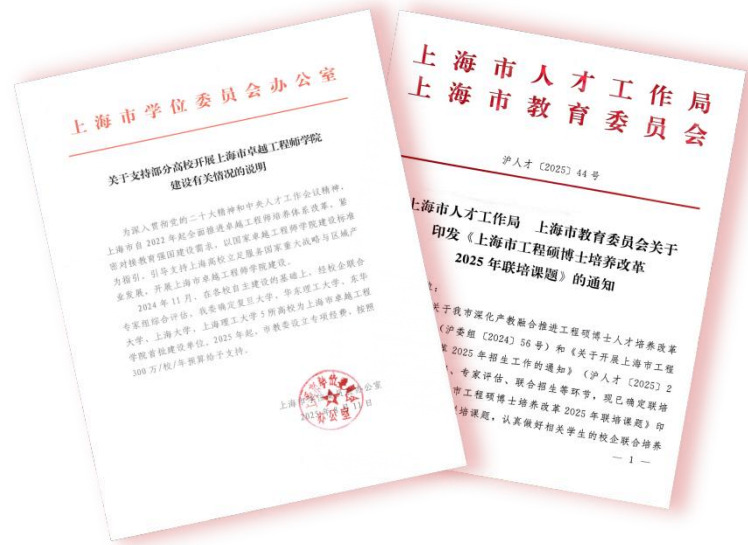 上海市学位委员会办公室
关于支持部分高校开展上海市卓越工程师学院
建设有关情况的说明
为深入贯彻党的二十大精神和中央人才工作会议精神，
上海市自2022年起全面推进卓越工程师培养体系改革，紧
密对接教育强国建设需求，以国家卓越工程师学院建设标准
为指引，引导支持上海高校立足服务国家重大战略与区域产
业发展，开展上海市卓越工程师学院建设。
2024年11月，在各校自主建设的基础上，经校企联合
专家组综合评估，我委确定复旦大学、华东理工大学、东华
大学、上海大学、上海理工大学5所高校为上海市卓越工程
师学院首批建设单位。2025年起，市教委设立专项经费，按照
300万/校/年预算给予支持。
上海市学位委员会办公室
上海市人才工作局
上海市教育委员会
沪人才〔2025〕44号
上海市人才工作局 上海市教育委员会关于
印发《上海市工程硕博士培养改革
2025年联培课题》的通知
关于我市深化产教融合推进工程硕博士人才培养改革
（沪委组〔2024〕56号）和《关于开展上海市工程
革2025年招生工作的通知》（沪人才〔2025〕2
、专家评估、联合招生等环节，现已确定联培
市工程硕博士培养改革2025年联培课题》印
培课题，认真做好相关学生的校企联合培养
— 1 —